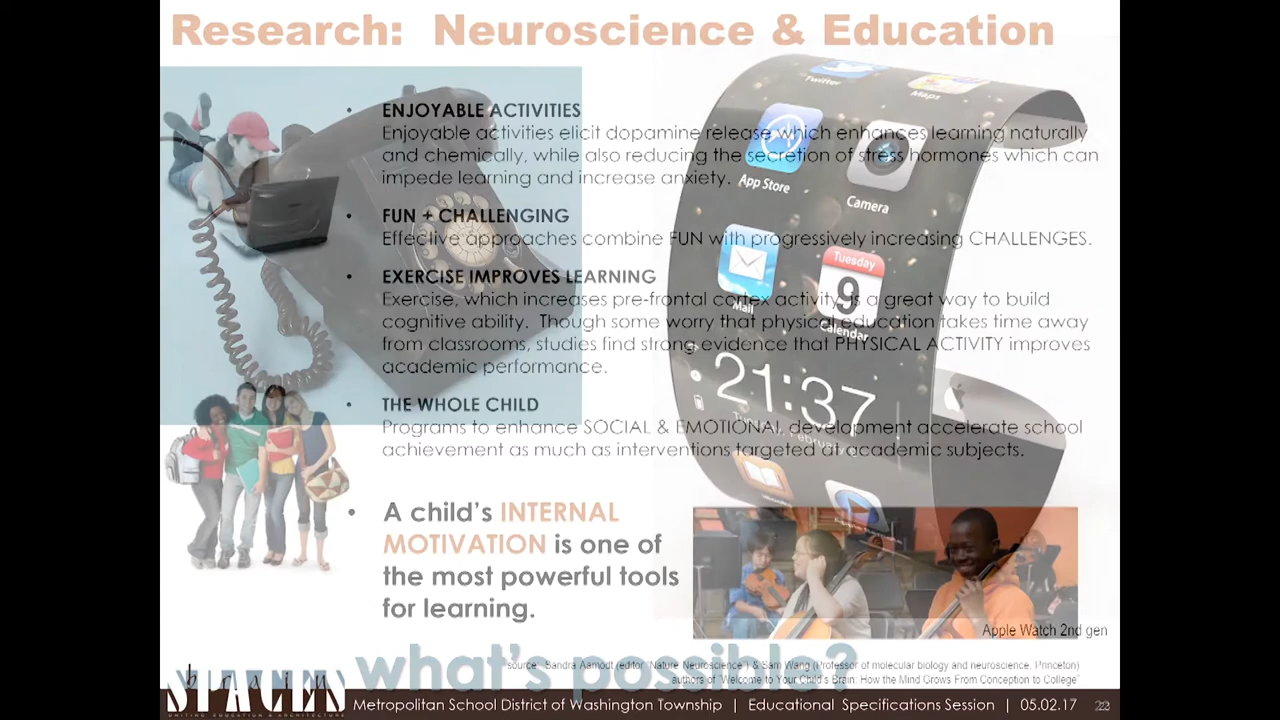 Research: Neuroscience & Education
• ENJOYABLE ACTIVITIES
Enjoyable activities elicit dopamine release which enhances learning naturally
and chemically, while also reducing the secretion of stress hormones which can
impede learning and increase anxiety.
• FUN + CHALLENGING
Effective approaches combine FUN with progressively increasing CHALLENGES.
• EXERCISE IMPROVES LEARNING
Exercise, which increases pre-frontal cortex activity, is a great way to build
cognitive ability. Though some worry that physical education takes time away
from classrooms, studies find strong evidence that PHYSICAL ACTIVITY improves
academic performance.
• THE WHOLE CHILD
Programs to enhance SOCIAL & EMOTIONAL development accelerate school
achievement as much as interventions targeted at academic subjects.
• A child's INTERNAL
MOTIVATION is one of
the most powerful tools
for learning.
Twitter
Maps
App Store
Camera
Mail
Tuesday
9
Calendar
21:37
Tuesday, February
Apple Watch 2nd gen
what's possible?
source: Sandra Aamodt (editor 'Nature Neuroscience') & Sam Wang (Professor of molecular biology and neuroscience, Princeton)
authors of "Welcome to Your Child's Brain: How the Mind Grows From Conception to College"
brain
SPACES
UNITING EDUCATION & ARCHITECTURE
Metropolitan School District of Washington Township | Educational Specifications Session | 05.02.17